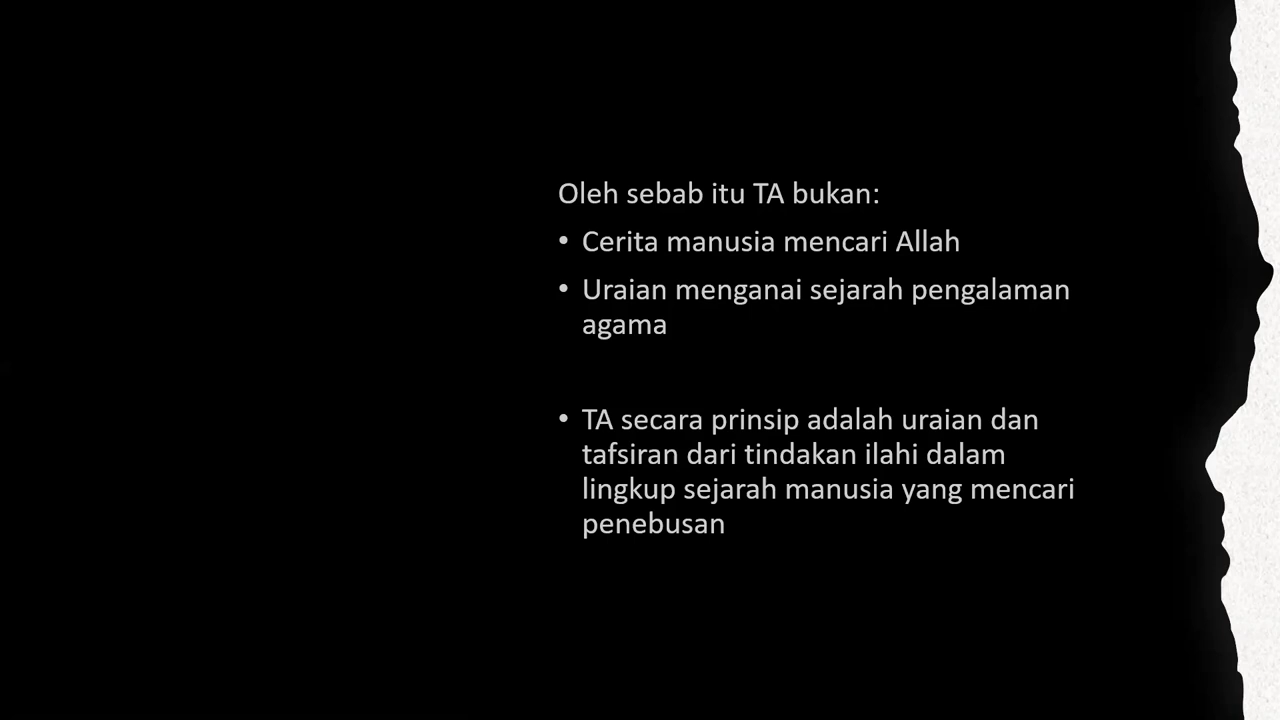 Oleh sebab itu TA bukan:
• Cerita manusia mencari Allah
• Uraian menganai sejarah pengalaman
agama
• TA secara prinsip adalah uraian dan
tafsiran dari tindakan ilahi dalam
lingkup sejarah manusia yang mencari
penebusan